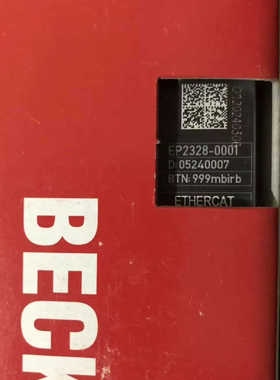 EP2328-0001
D:05240007
BTN: 999mbirb
ETHERCAT
BECK